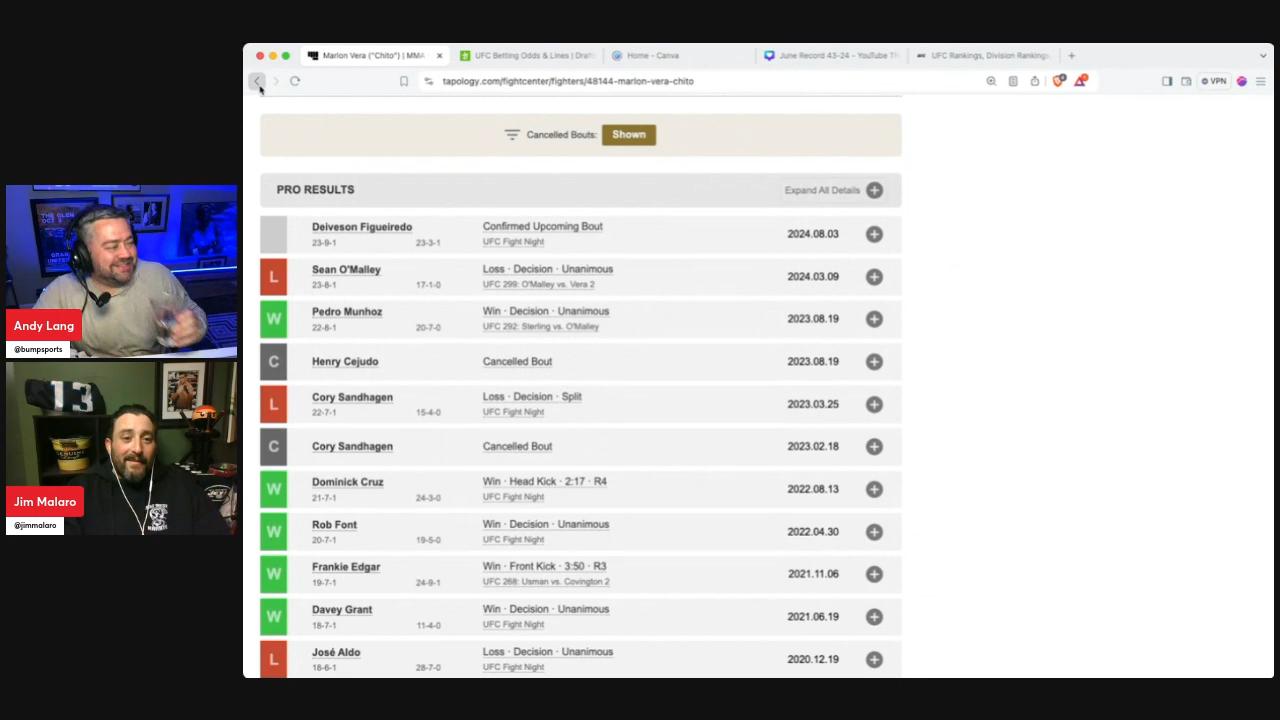 Marlon Vera ("Chito") | MMA
UFC Betting Odds & Lines | Draft
Home - Canva
June Record 43-24 - YouTube Th
UFC Rankings, Division Rankings
tapology.com/fightcenter/fighters/48144-marlon-vera-chito
VPN
Cancelled Bouts: Shown
PRO RESULTS
Expand All Details
Deiveson Figueiredo Confirmed Upcoming Bout 2024.08.03
23-9-1 23-3-1 UFC Fight Night
L Sean O'Malley Loss · Decision · Unanimous 2024.03.09
23-8-1 17-1-0 UFC 299: O'Malley vs. Vera 2
W Pedro Munhoz Win · Decision · Unanimous 2023.08.19
22-8-1 20-7-0 UFC 292: Sterling vs. O'Malley
C Henry Cejudo Cancelled Bout 2023.08.19
L Cory Sandhagen Loss · Decision · Split 2023.03.25
22-7-1 15-4-0 UFC Fight Night
C Cory Sandhagen Cancelled Bout 2023.02.18
W Dominick Cruz Win · Head Kick · 2:17 · R4 2022.08.13
21-7-1 24-3-0 UFC Fight Night
W Rob Font Win · Decision · Unanimous 2022.04.30
20-7-1 19-5-0 UFC Fight Night
W Frankie Edgar Win · Front Kick · 3:50 · R3 2021.11.06
19-7-1 24-9-1 UFC 268: Usman vs. Covington 2
W Davey Grant Win · Decision · Unanimous 2021.06.19
18-7-1 11-4-0 UFC Fight Night
L José Aldo Loss · Decision · Unanimous 2020.12.19
18-6-1 28-7-0 UFC Fight Night
Andy Lang
@bumpsports
13
Jim Malaro
@jimmalaro